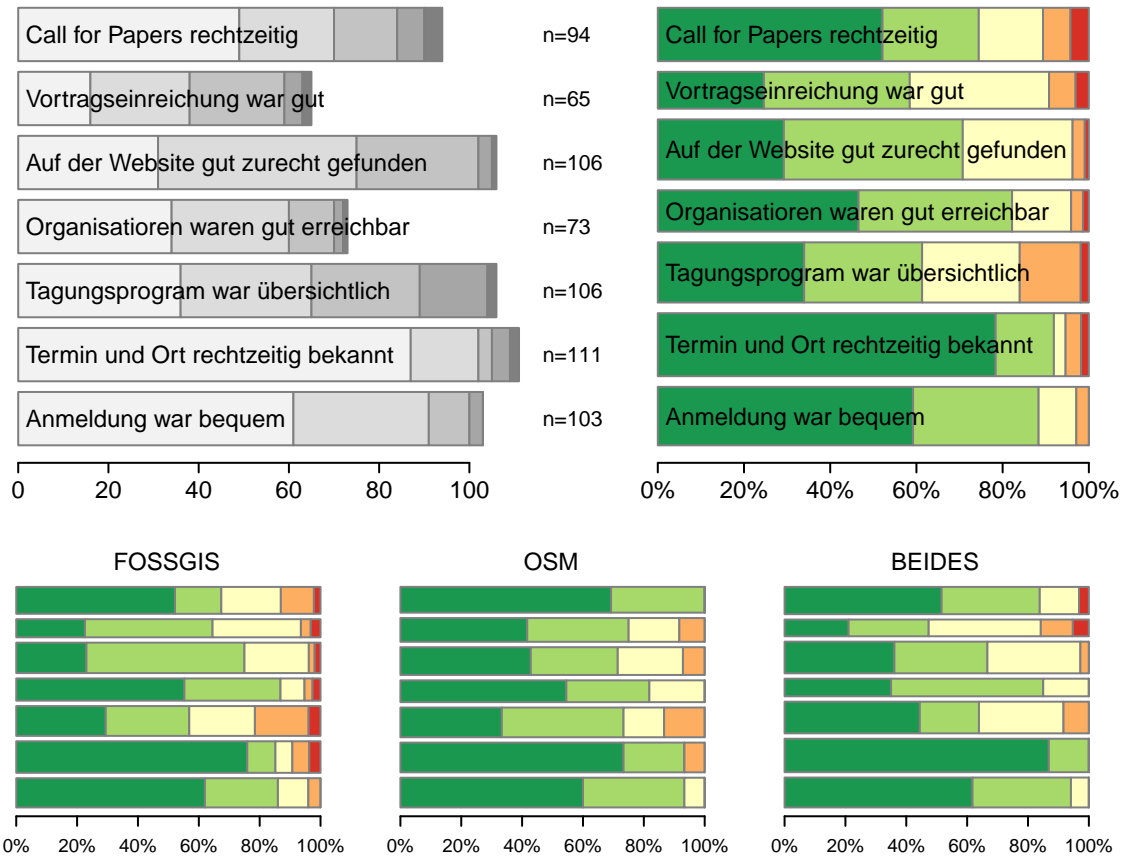 Call for Papers rechtzeitig n=94
Vortragseinreichung war gut n=65
Auf der Website gut zurecht gefunden n=106
Organisatioren waren gut erreichbar n=73
Tagungsprogram war übersichtlich n=106
Termin und Ort rechtzeitig bekannt n=111
Anmeldung war bequem n=103
0 20 40 60 80 100
Call for Papers rechtzeitig
Vortragseinreichung war gut
Auf der Website gut zurecht gefunden
Organisatioren waren gut erreichbar
Tagungsprogram war übersichtlich
Termin und Ort rechtzeitig bekannt
Anmeldung war bequem
0% 20% 40% 60% 80% 100%
FOSSGIS
0% 20% 40% 60% 80% 100%
OSM
0% 20% 40% 60% 80% 100%
BEIDES
0% 20% 40% 60% 80% 100%